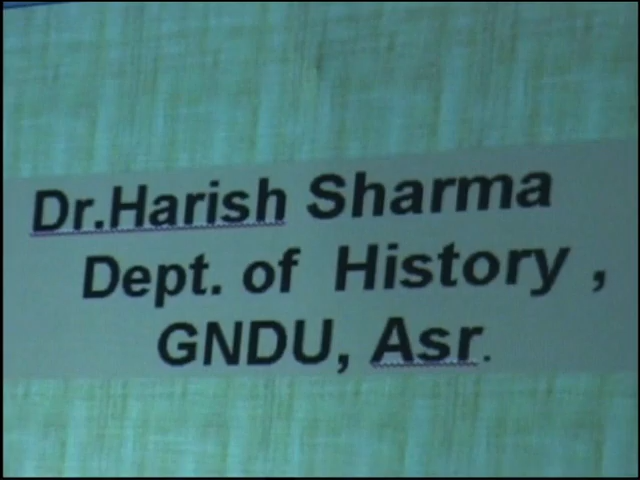 Dr.Harish Sharma
Dept. of History ,
GNDU, Asr.